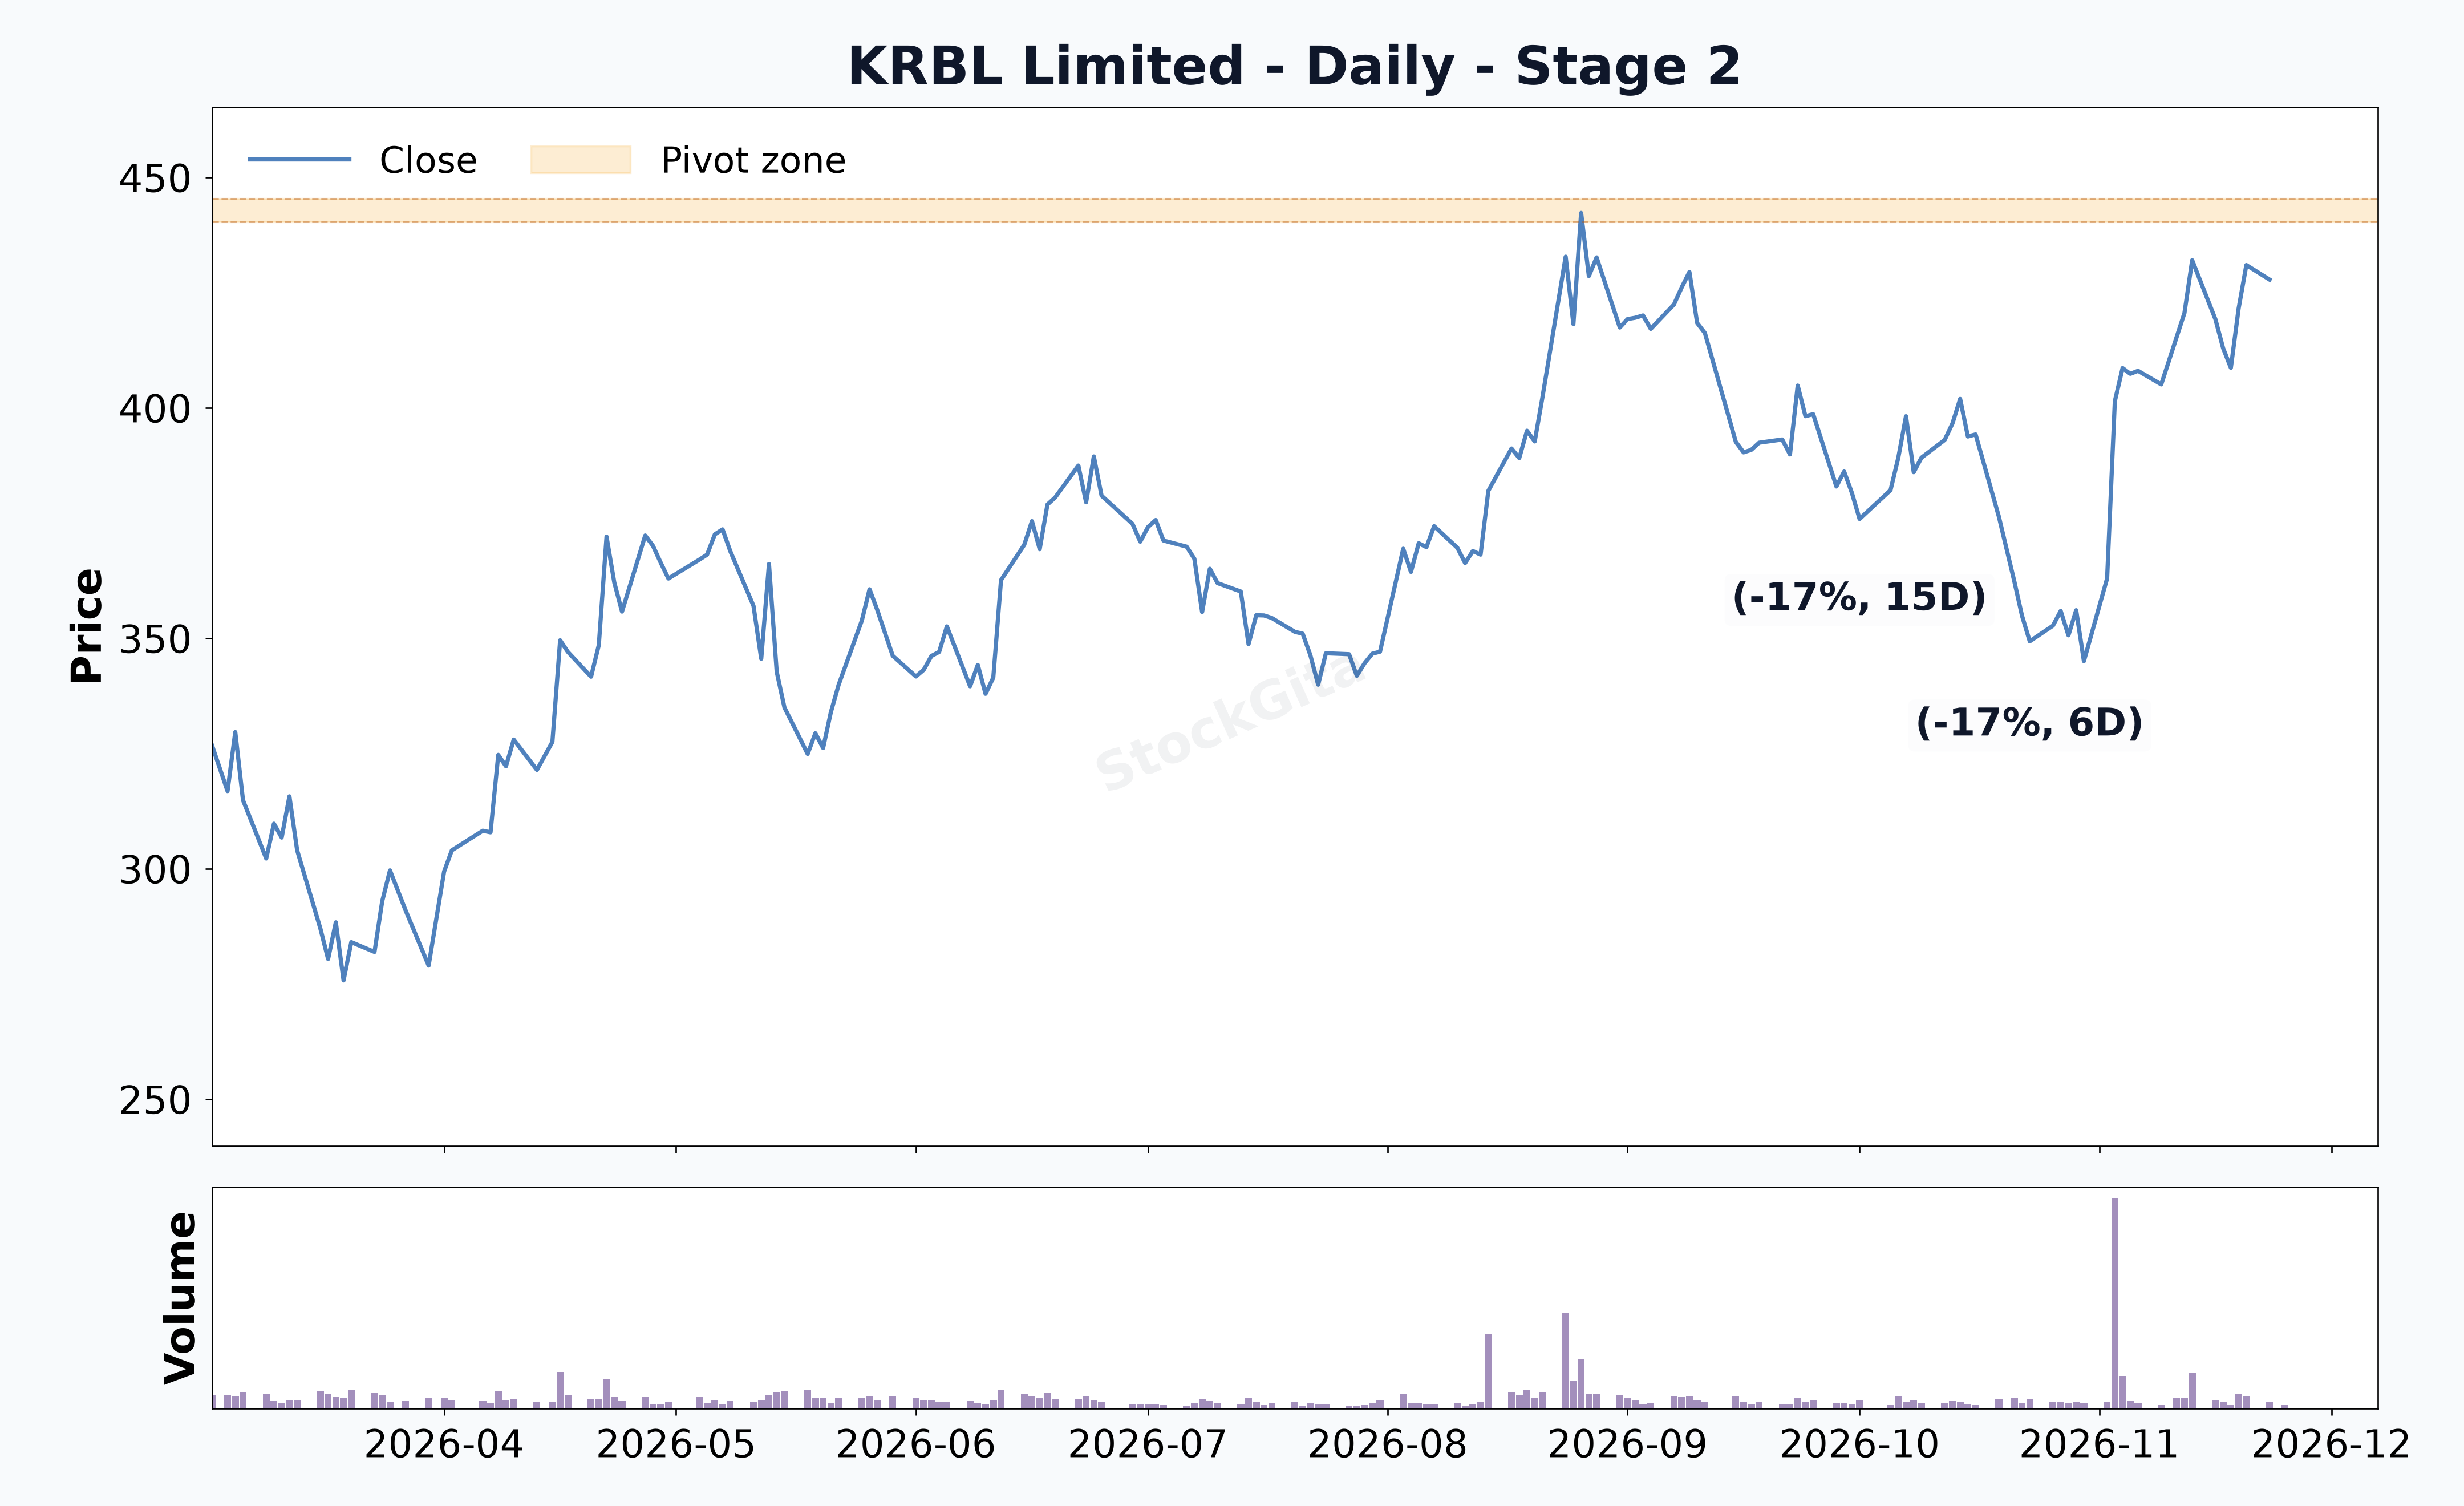 KRBL Limited - Daily - Stage 2
Close
Pivot zone
450
400
350
300
250
Price
(-17%, 15D)
(-17%, 6D)
StockGita
Volume
2026-04
2026-05
2026-06
2026-07
2026-08
2026-09
2026-10
2026-11
2026-12